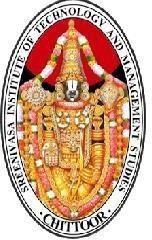 SREENIVASA INSTITUTE OF TECHNOLOGY AND MANAGEMENT STUDIES
· CHITTOOR ·